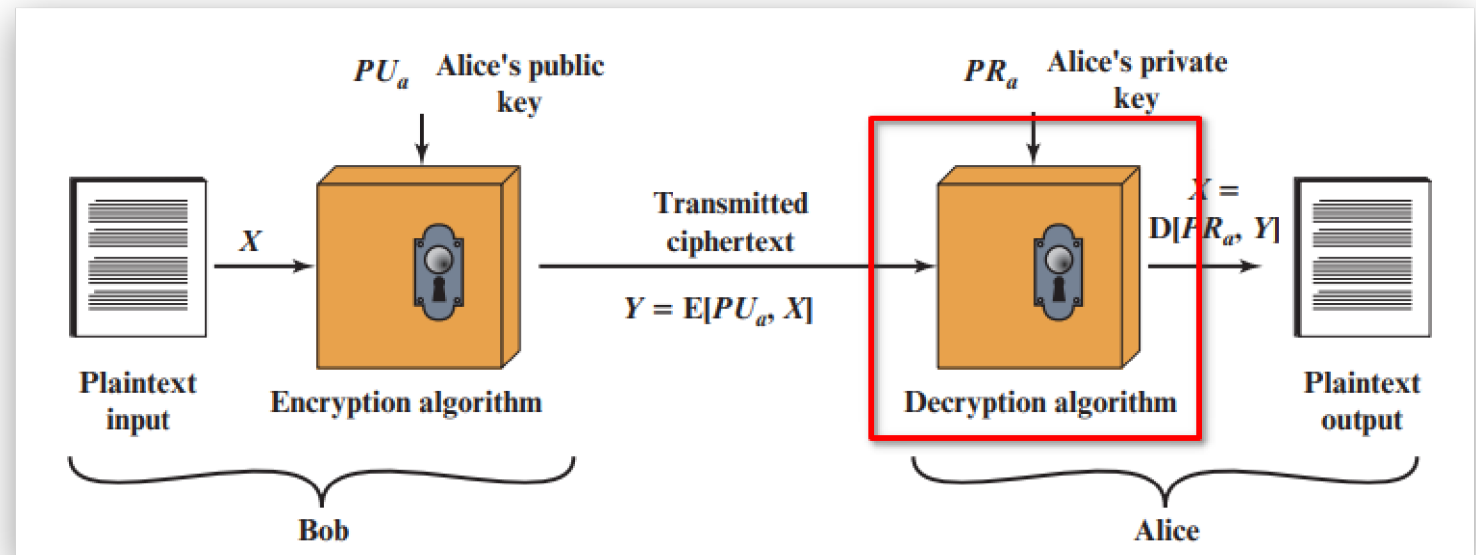 PUa Alice's public
key
PRa Alice's private
key
X
Transmitted
ciphertext
Y = E[PUa, X]
X =
D[PRa, Y]
Plaintext
input
Encryption algorithm
Decryption algorithm
Plaintext
output
Bob
Alice